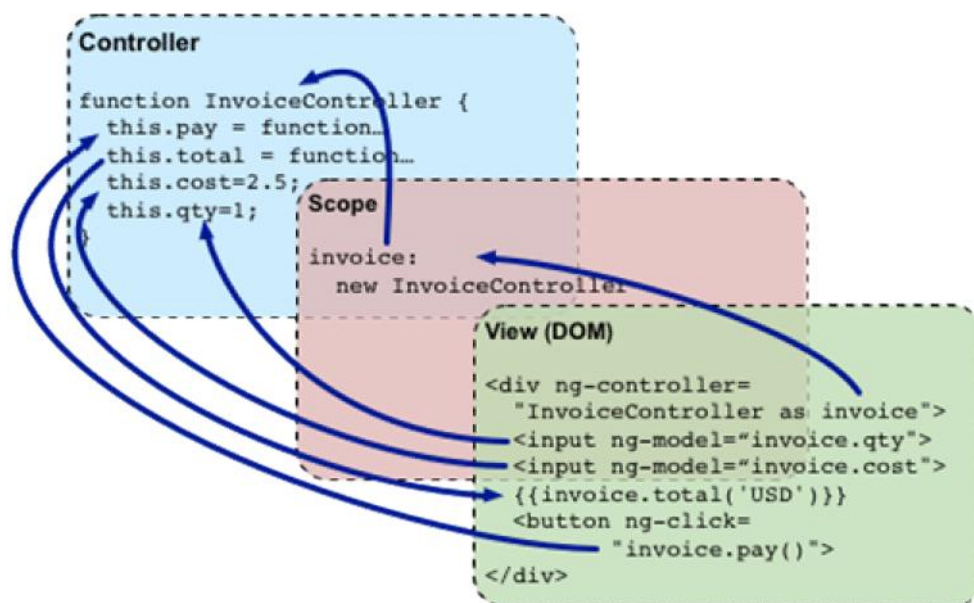 Controller
function InvoiceController {
this.pay = function…
this.total = function…
this.cost=2.5;
this.qty=1;
}
Scope
invoice:
new InvoiceController
View (DOM)
<div ng-controller=
"InvoiceController as invoice">
<input ng-model=“invoice.qty">
<input ng-model=“invoice.cost">
{{invoice.total('USD')}}
<button ng-click=
"invoice.pay()">
</div>